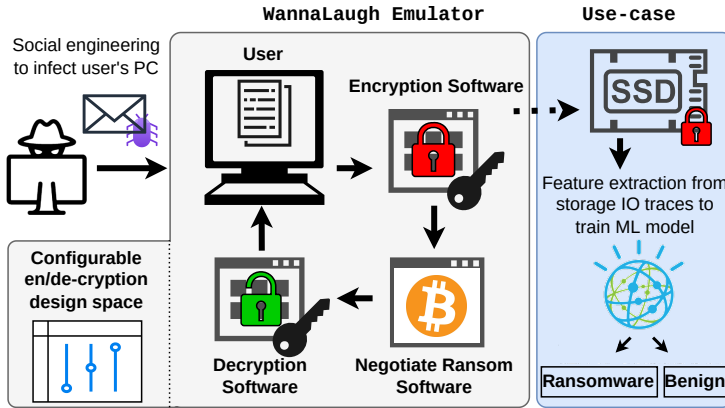 WannaLaugh Emulator
Use-case
Social engineering
to infect user's PC
User
Encryption Software
SSD
Feature extraction from
storage IO traces to
train ML model
Configurable
en/de-cryption
design space
Decryption
Software
Negotiate Ransom
Software
Ransomware
Benign